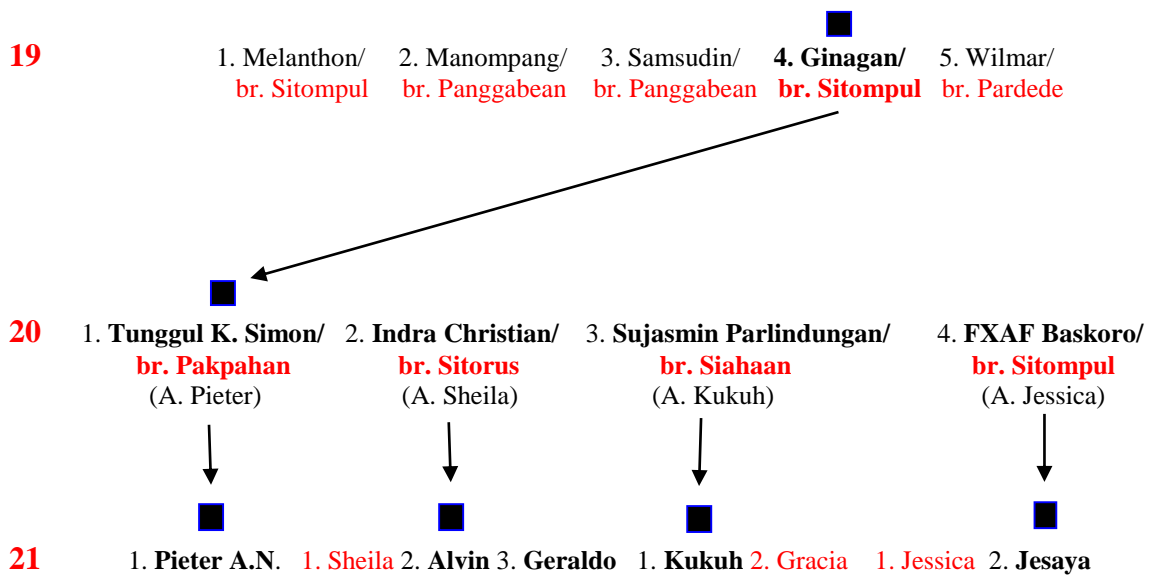 19 1. Melanthon/ 2. Manompang/ 3. Samsudin/ 4. Ginagan/ 5. Wilmar/
br. Sitompul br. Panggabean br. Panggabean br. Sitompul br. Pardede
20 1. Tunggul K. Simon/ 2. Indra Christian/ 3. Sujasmin Parlindungan/ 4. FXAF Baskoro/
br. Pakpahan br. Sitorus br. Siahaan br. Sitompul
(A. Pieter) (A. Sheila) (A. Kukuh) (A. Jessica)
21 1. Pieter A.N. 1. Sheila 2. Alvin 3. Geraldo 1. Kukuh 2. Gracia 1. Jessica 2. Jesaya